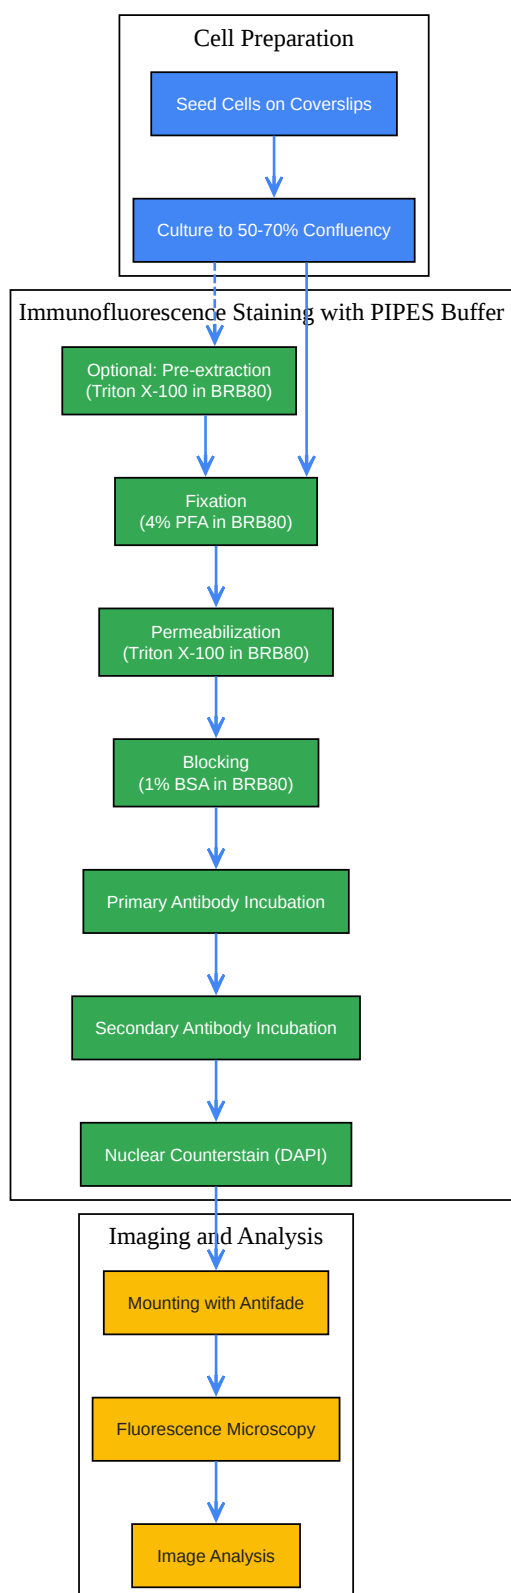 Cell Preparation
Seed Cells on Coverslips
Culture to 50-70% Confluency
Immunofluorescence Staining with PIPES Buffer
Optional: Pre-extraction
(Triton X-100 in BRB80)
Fixation
(4% PFA in BRB80)
Permeabilization
(Triton X-100 in BRB80)
Blocking
(1% BSA in BRB80)
Primary Antibody Incubation
Secondary Antibody Incubation
Nuclear Counterstain (DAPI)
Imaging and Analysis
Mounting with Antifade
Fluorescence Microscopy
Image Analysis